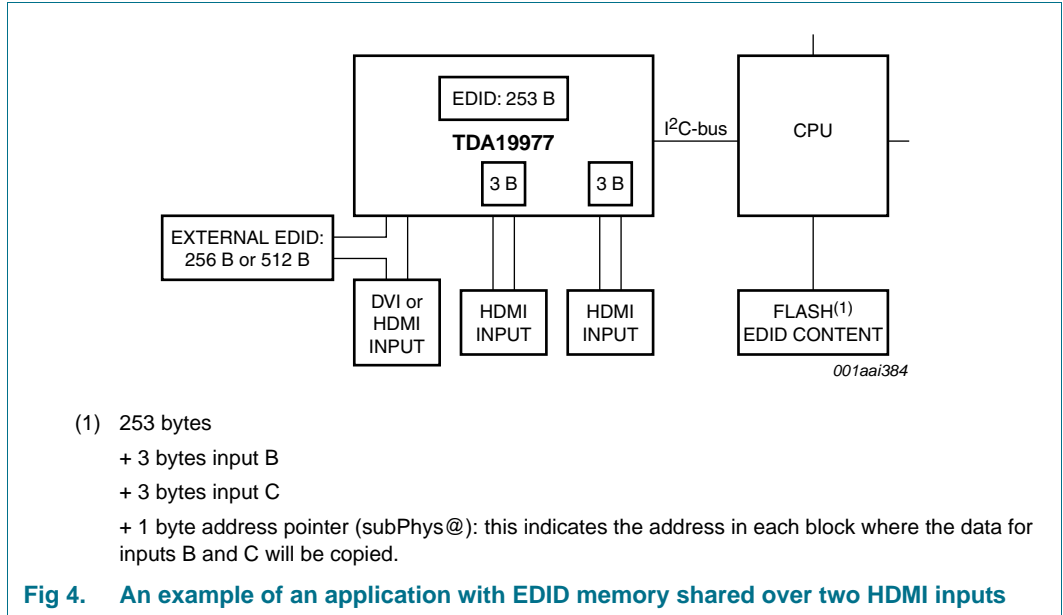 EDID: 253 B
TDA19977
3 B
3 B
I2C-bus
CPU
EXTERNAL EDID:
256 B or 512 B
DVI or
HDMI
INPUT
HDMI
INPUT
HDMI
INPUT
FLASH(1)
EDID CONTENT
001aai384
(1) 253 bytes
+ 3 bytes input B
+ 3 bytes input C
+ 1 byte address pointer (subPhys@): this indicates the address in each block where the data for
inputs B and C will be copied.
Fig 4. An example of an application with EDID memory shared over two HDMI inputs